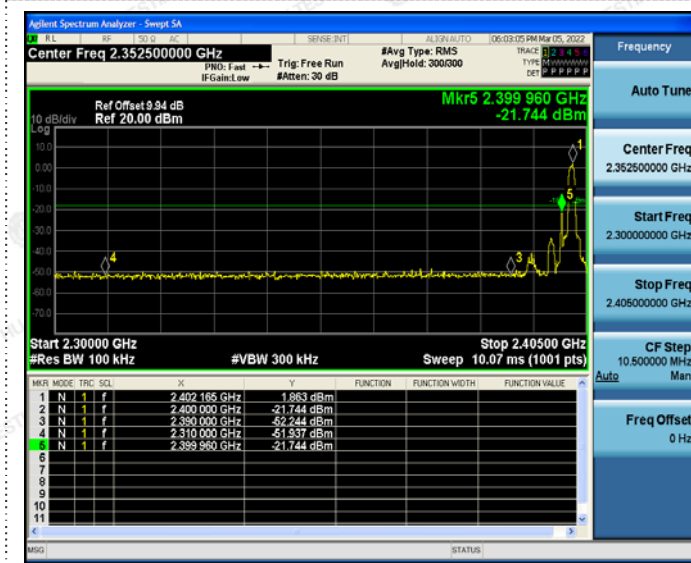 Agilent Spectrum Analyzer - Swept SA
RL RF 50 Ω AC SENSE:INT ALIGN AUTO 06:03:05 PM Mar 05, 2022
Center Freq 2.352500000 GHz #Avg Type: RMS TRACE 1 2 3 4 5 6
PNO: Fast Trig: Free Run Avg|Hold: 300/300 TYPE M
IFGain:Low #Atten: 30 dB DET P P P P P P
Mkr5 2.399 960 GHz
Ref Offset 9.94 dB
10 dB/div Ref 20.00 dBm -21.744 dBm
Log
10.0
0.00
-10.0
-20.0
-30.0
-40.0
-50.0
-60.0
-70.0
1
5
4
3
Start 2.30000 GHz Stop 2.40500 GHz
#Res BW 100 kHz #VBW 300 kHz Sweep 10.07 ms (1001 pts)
MKR MODE TRC SCL X Y FUNCTION FUNCTION WIDTH FUNCTION VALUE
1 N 1 f 2.402 165 GHz 1.863 dBm
2 N 1 f 2.400 000 GHz -21.744 dBm
3 N 1 f 2.390 000 GHz -52.244 dBm
4 N 1 f 2.310 000 GHz -51.937 dBm
5 N 1 f 2.399 960 GHz -21.744 dBm
6
7
8
9
10
11
MSG STATUS
Frequency
Auto Tune
Center Freq
2.352500000 GHz
Start Freq
2.300000000 GHz
Stop Freq
2.405000000 GHz
CF Step
10.500000 MHz
Auto Man
Freq Offset
0 Hz